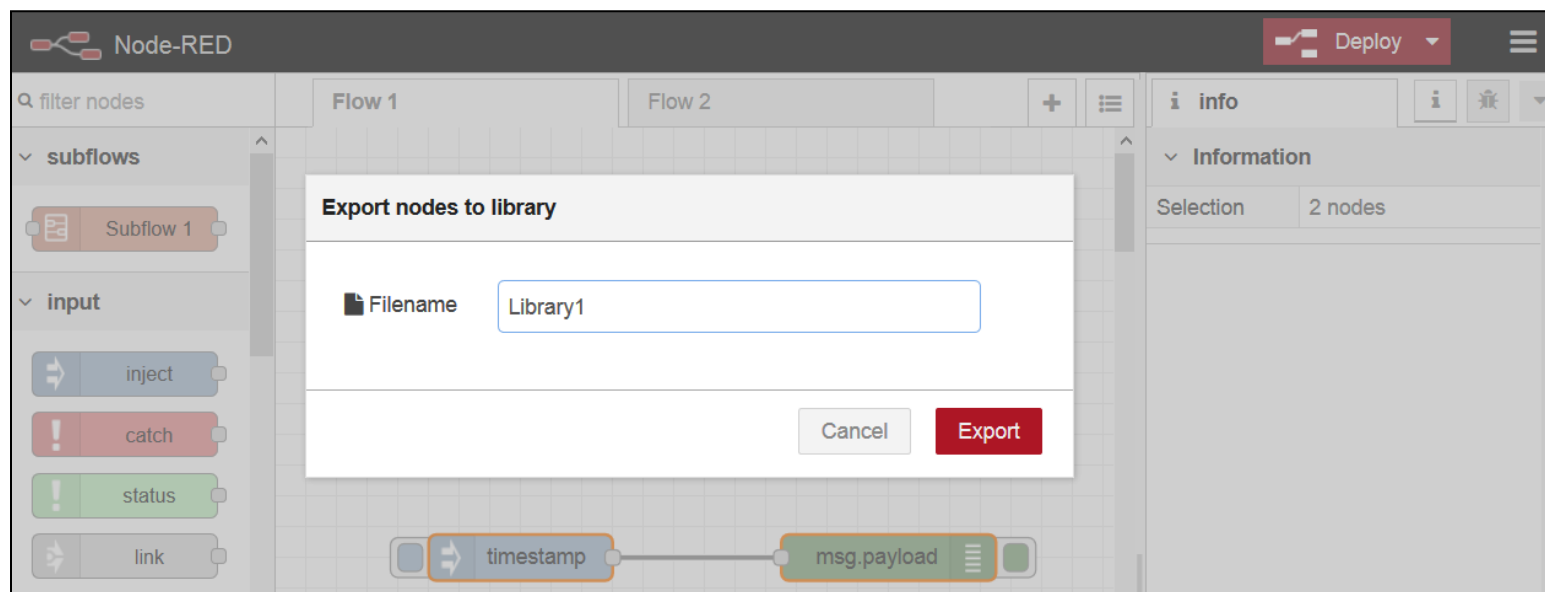 Node-RED
Deploy
filter nodes
Flow 1
Flow 2
info
i
subflows
Information
Selection
2 nodes
Subflow 1
Export nodes to library
input
Filename
Library1
inject
catch
Cancel
Export
status
link
timestamp
msg.payload